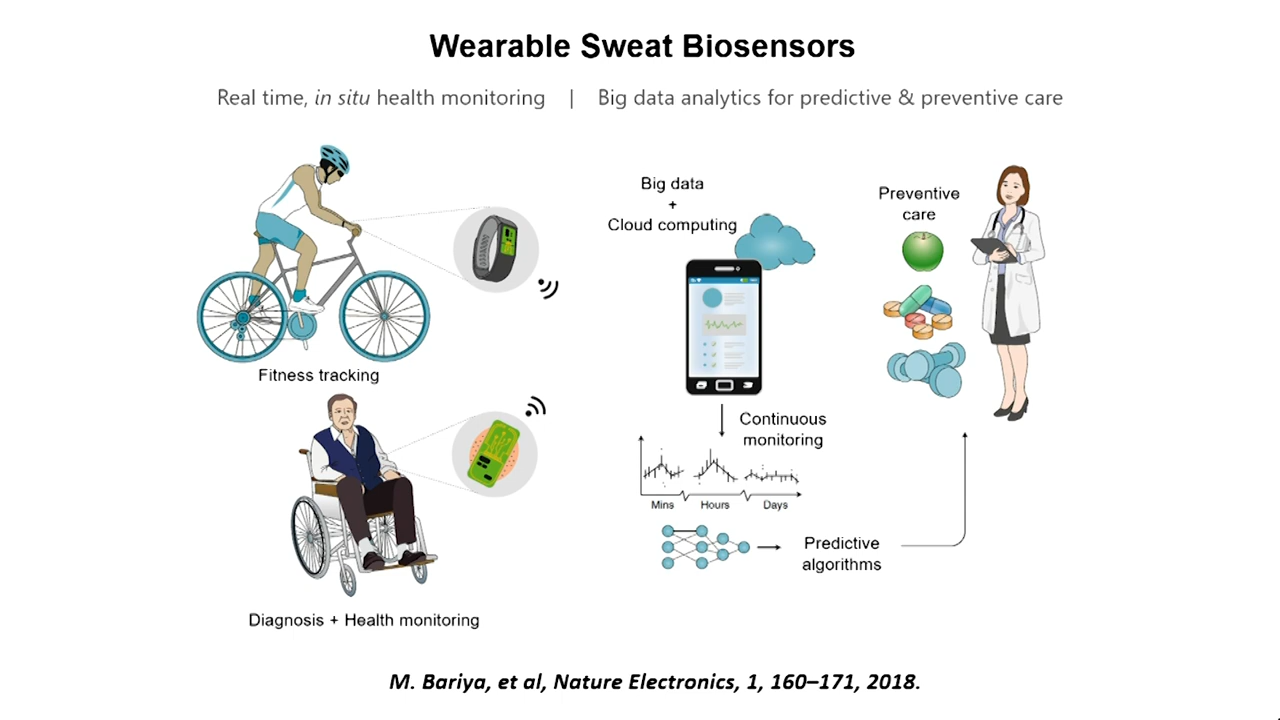 Wearable Sweat Biosensors
Real time, in situ health monitoring | Big data analytics for predictive & preventive care
Big data
+
Cloud computing
Preventive
care
Fitness tracking
Continuous
monitoring
Mins Hours Days
Predictive
algorithms
Diagnosis + Health monitoring
M. Bariya, et al, Nature Electronics, 1, 160–171, 2018.